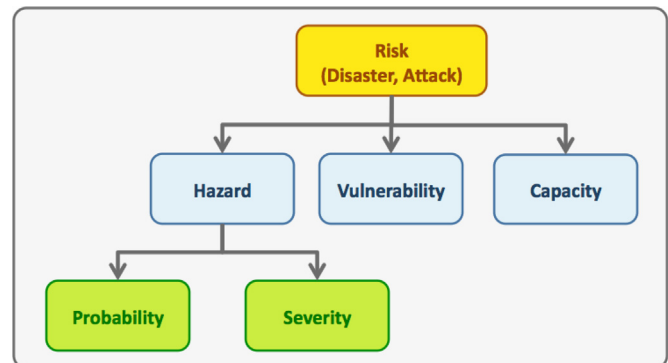 Risk
(Disaster, Attack)
Hazard
Vulnerability
Capacity
Probability
Severity